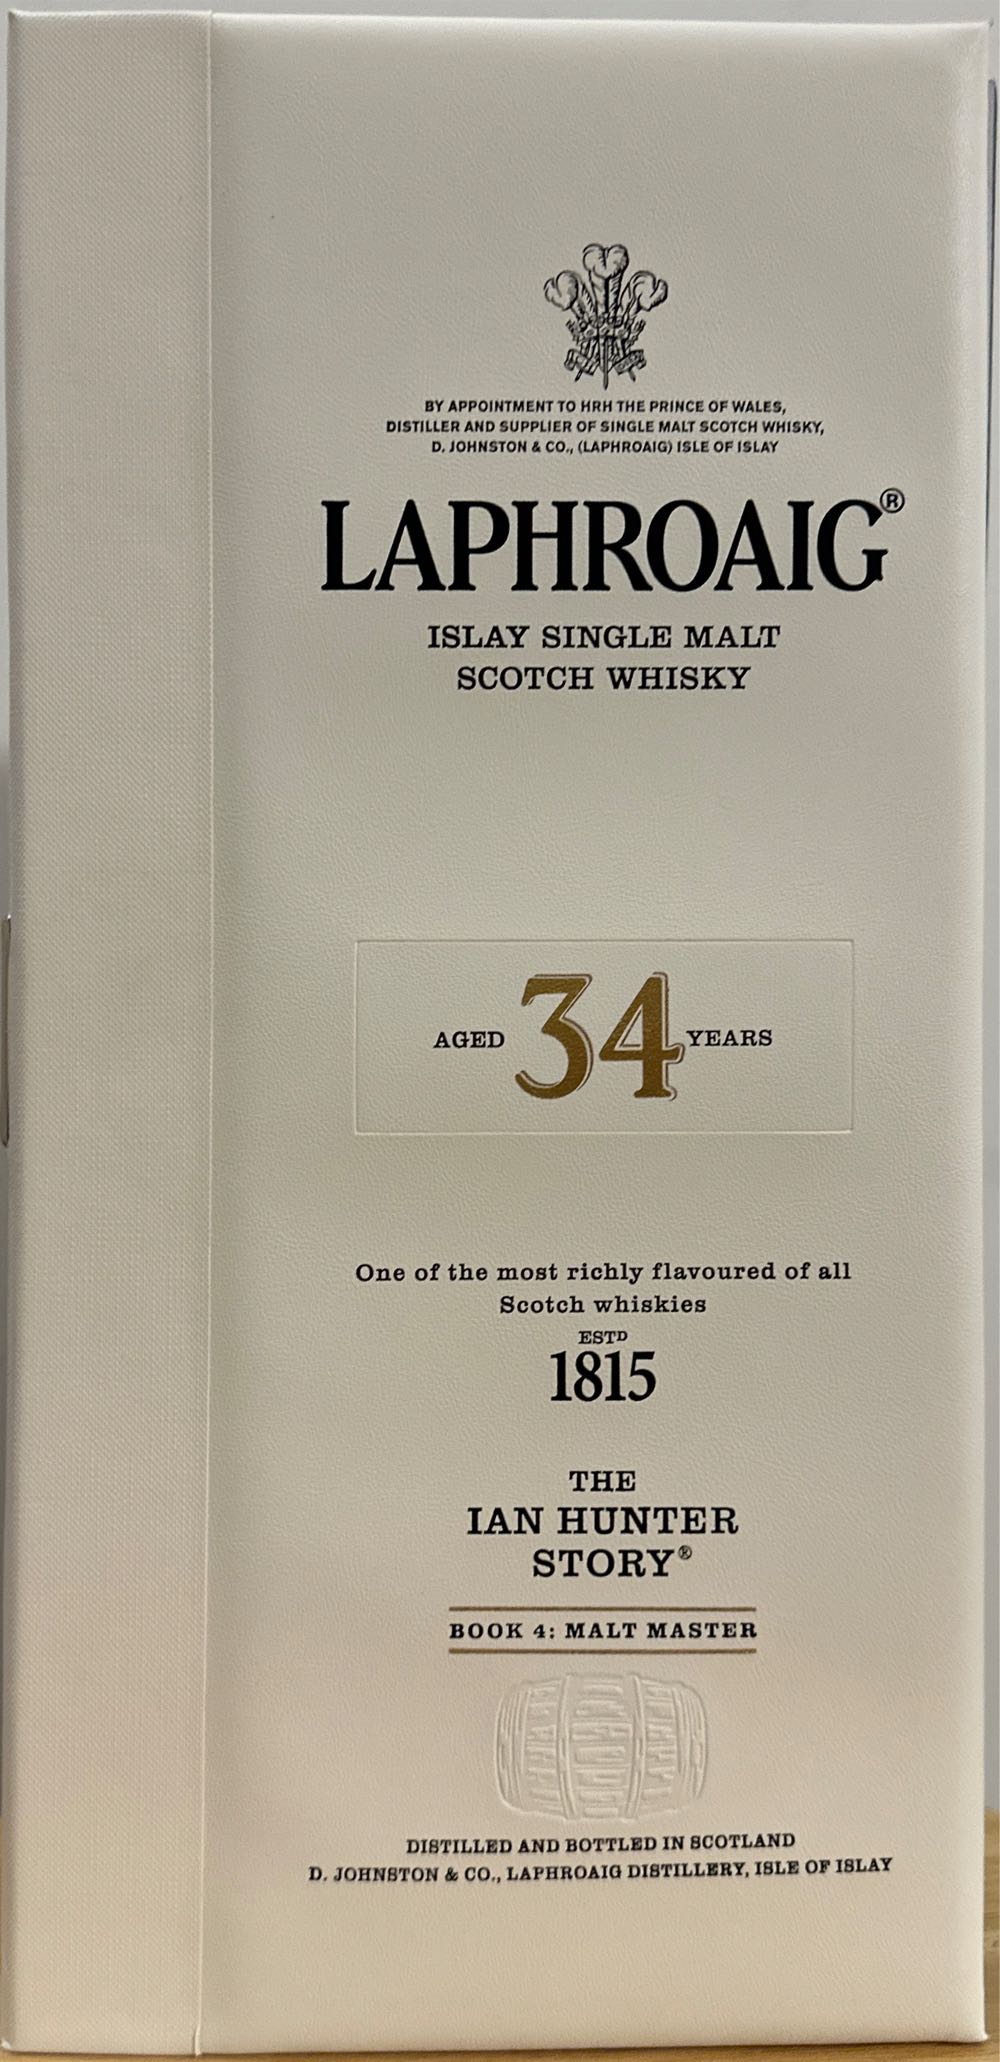 BY APPOINTMENT TO HRH THE PRINCE OF WALES,
DISTILLER AND SUPPLIER OF SINGLE MALT SCOTCH WHISKY,
D. JOHNSTON & CO., (LAPHROAIG) ISLE OF ISLAY
LAPHROAIG®
ISLAY SINGLE MALT
SCOTCH WHISKY
AGED 34 YEARS
One of the most richly flavoured of all
Scotch whiskies
ESTD
1815
THE
IAN HUNTER
STORY®
BOOK 4: MALT MASTER
DISTILLED AND BOTTLED IN SCOTLAND
D. JOHNSTON & CO., LAPHROAIG DISTILLERY, ISLE OF ISLAY